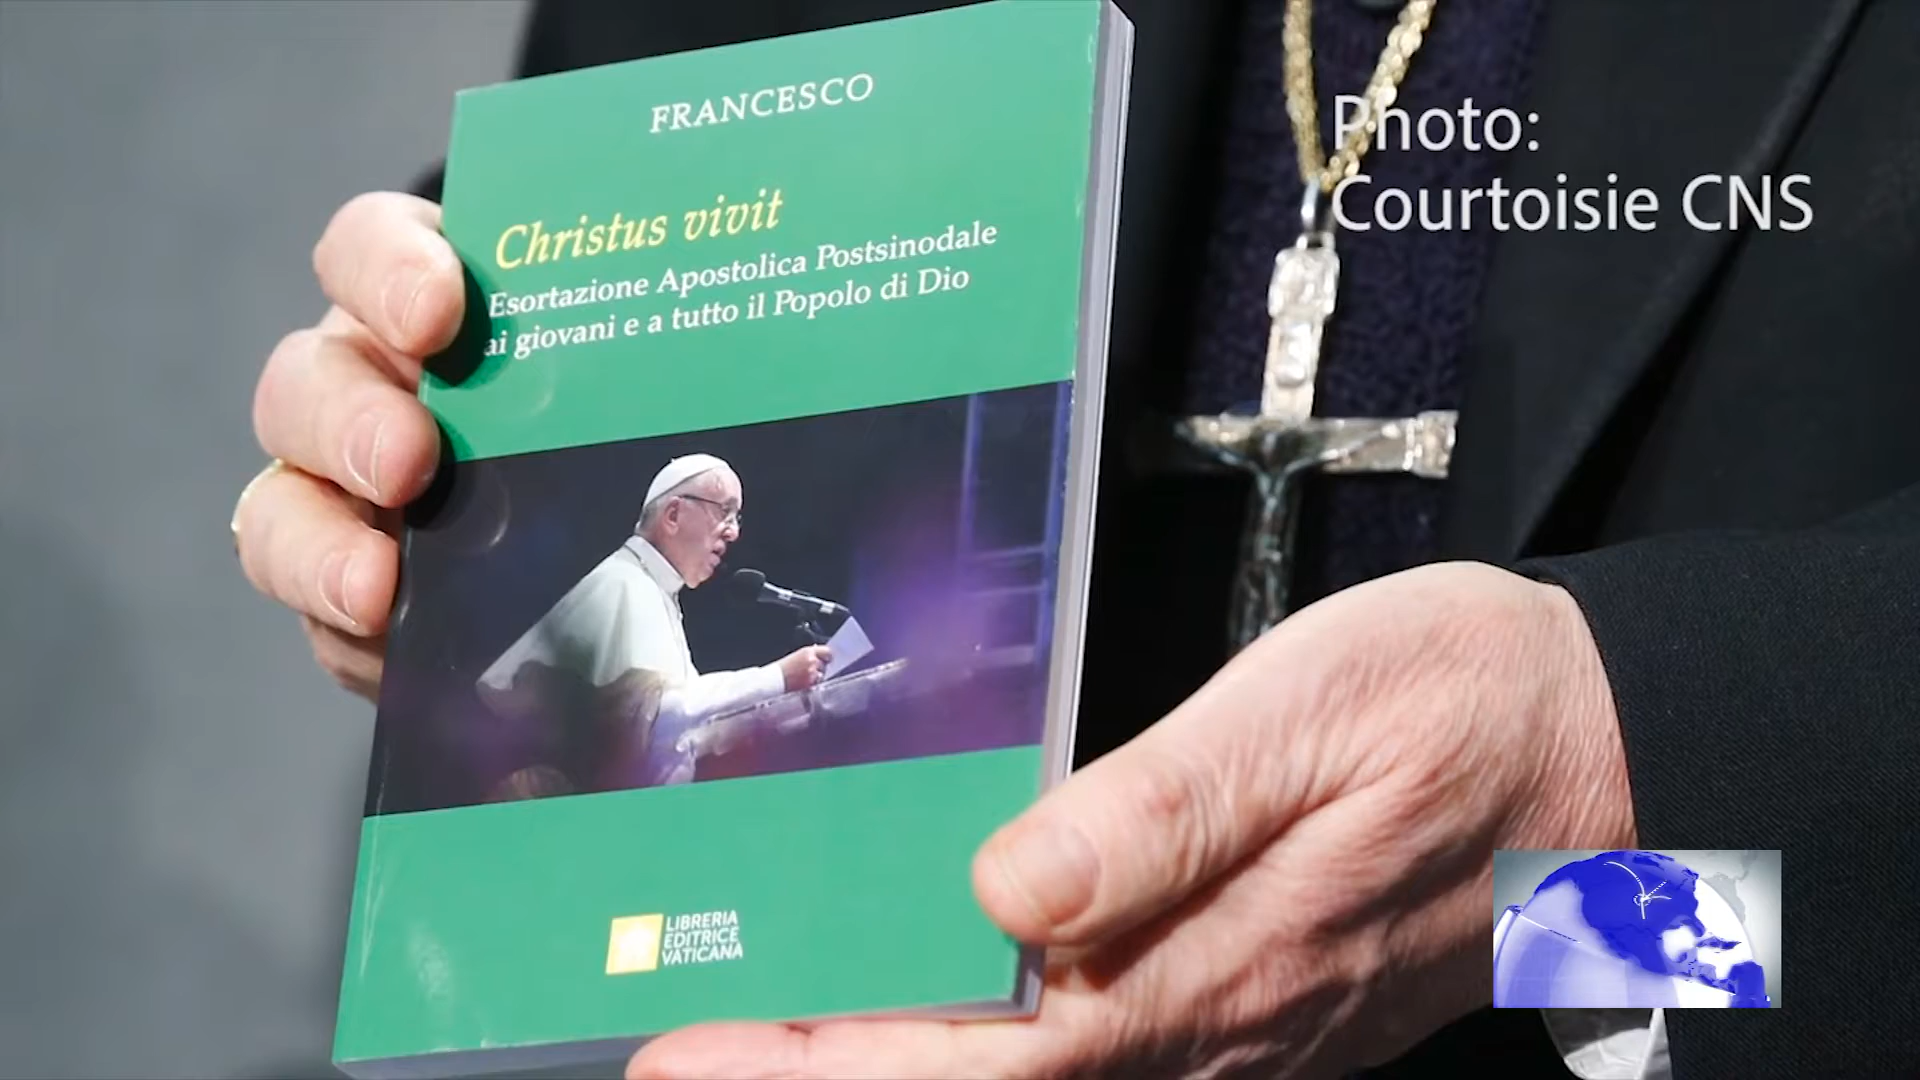 FRANCESCO
Christus vivit
Esortazione Apostolica Postsinodale
ai giovani e a tutto il Popolo di Dio
LIBRERIA
EDITRICE
VATICANA
Photo:
Courtoisie CNS